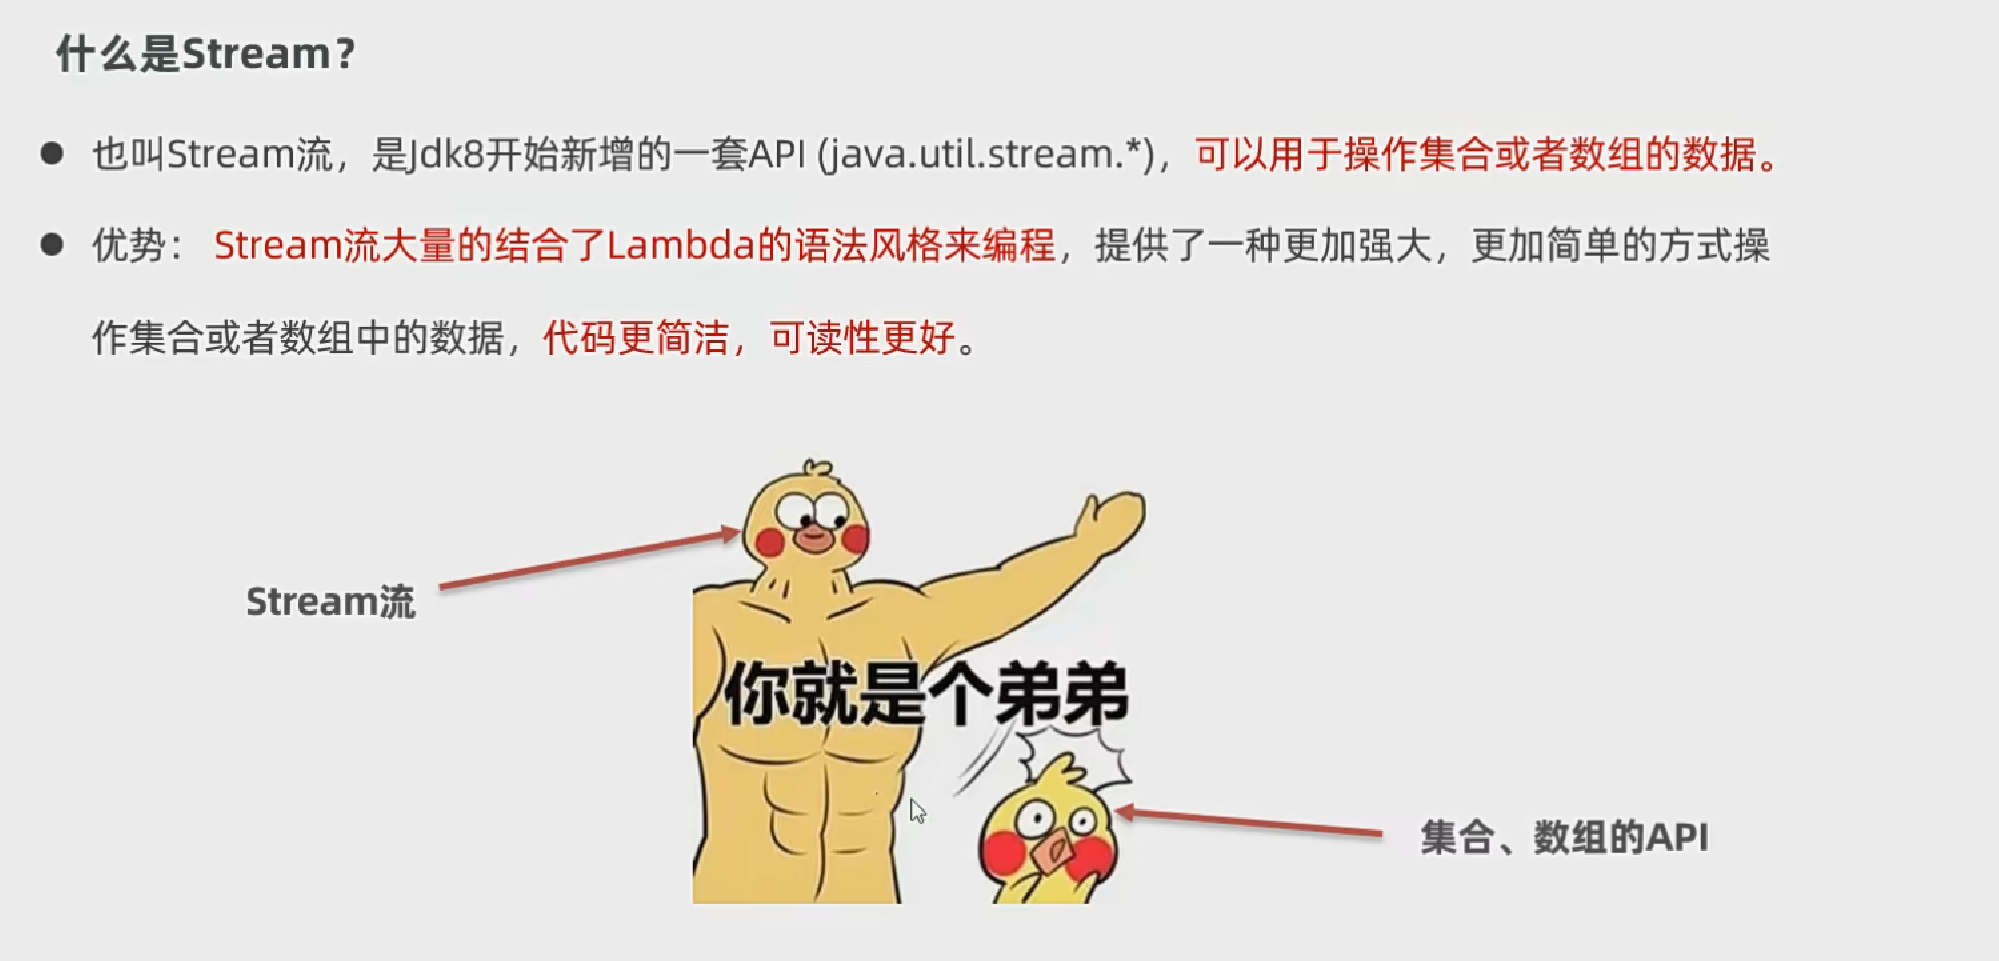 什么是Stream？
也叫Stream流，是Jdk8开始新增的一套API (java.util.stream.*)，可以用于操作集合或者数组的数据。
优势： Stream流大量的结合了Lambda的语法风格来编程，提供了一种更加强大，更加简单的方式操
作集合或者数组中的数据，代码更简洁，可读性更好。
Stream流
你就是个弟弟
集合、数组的API